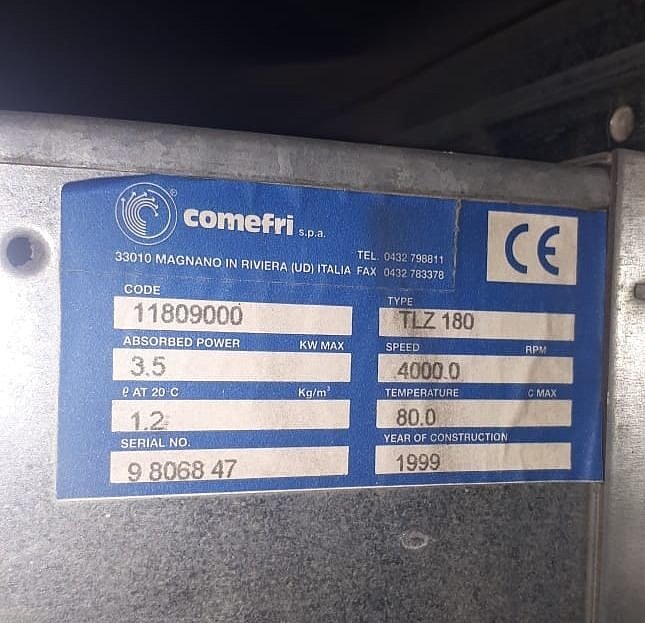 comefri s.p.a.
33010 MAGNANO IN RIVIERA (UD) ITALIA TEL. 0432 798811
FAX 0432 783378
CE
CODE TYPE
11809000 TLZ 180
ABSORBED POWER KW MAX SPEED RPM
3.5 4000.0
ρ AT 20°C Kg/m³ TEMPERATURE C MAX
1.2 80.0
SERIAL NO. YEAR OF CONSTRUCTION
9 8068 47 1999